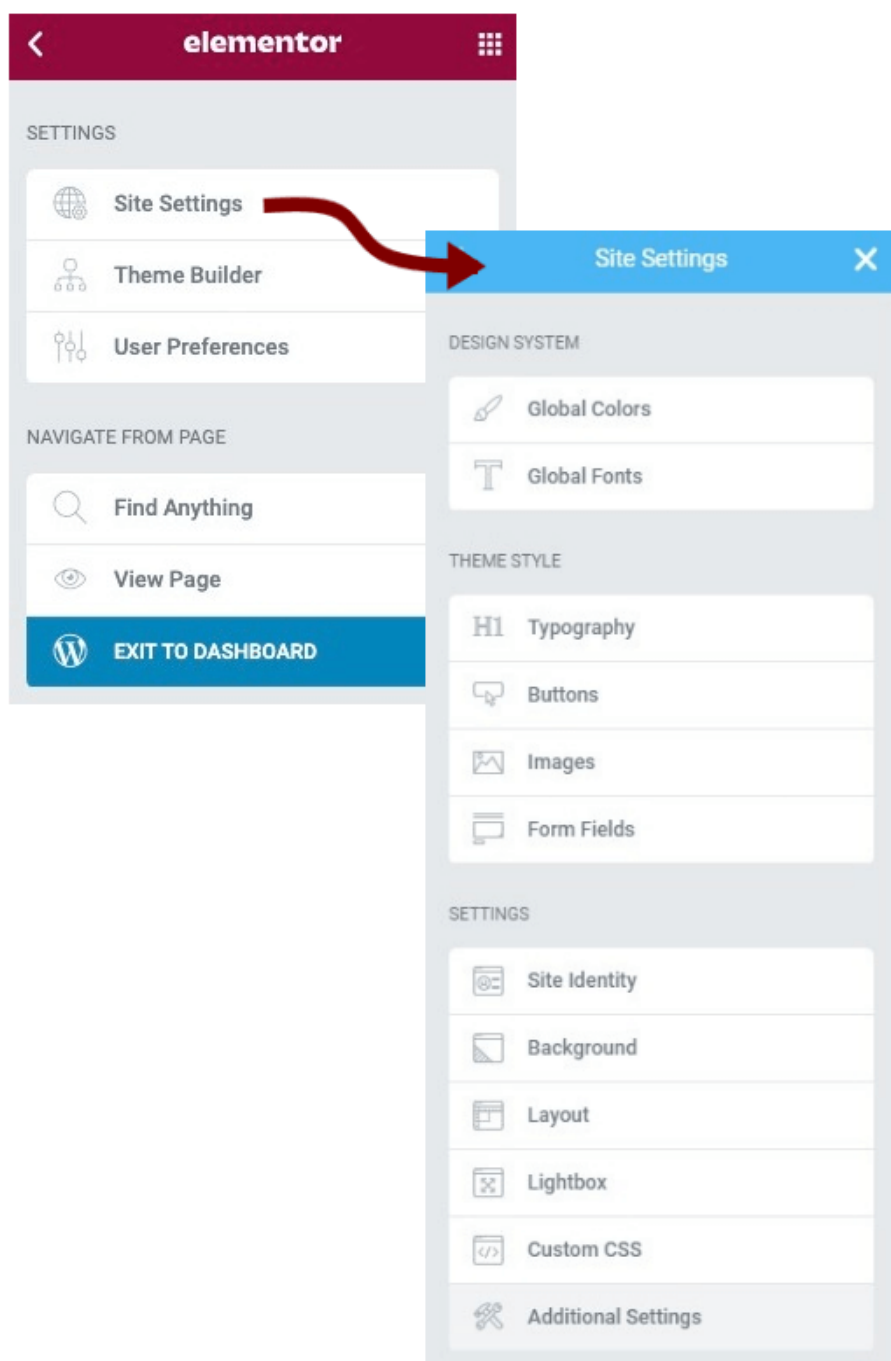 elementor
SETTINGS
Site Settings
Theme Builder
User Preferences
NAVIGATE FROM PAGE
Find Anything
View Page
EXIT TO DASHBOARD
Site Settings
DESIGN SYSTEM
Global Colors
Global Fonts
THEME STYLE
H1 Typography
Buttons
Images
Form Fields
SETTINGS
Site Identity
Background
Layout
Lightbox
Custom CSS
Additional Settings